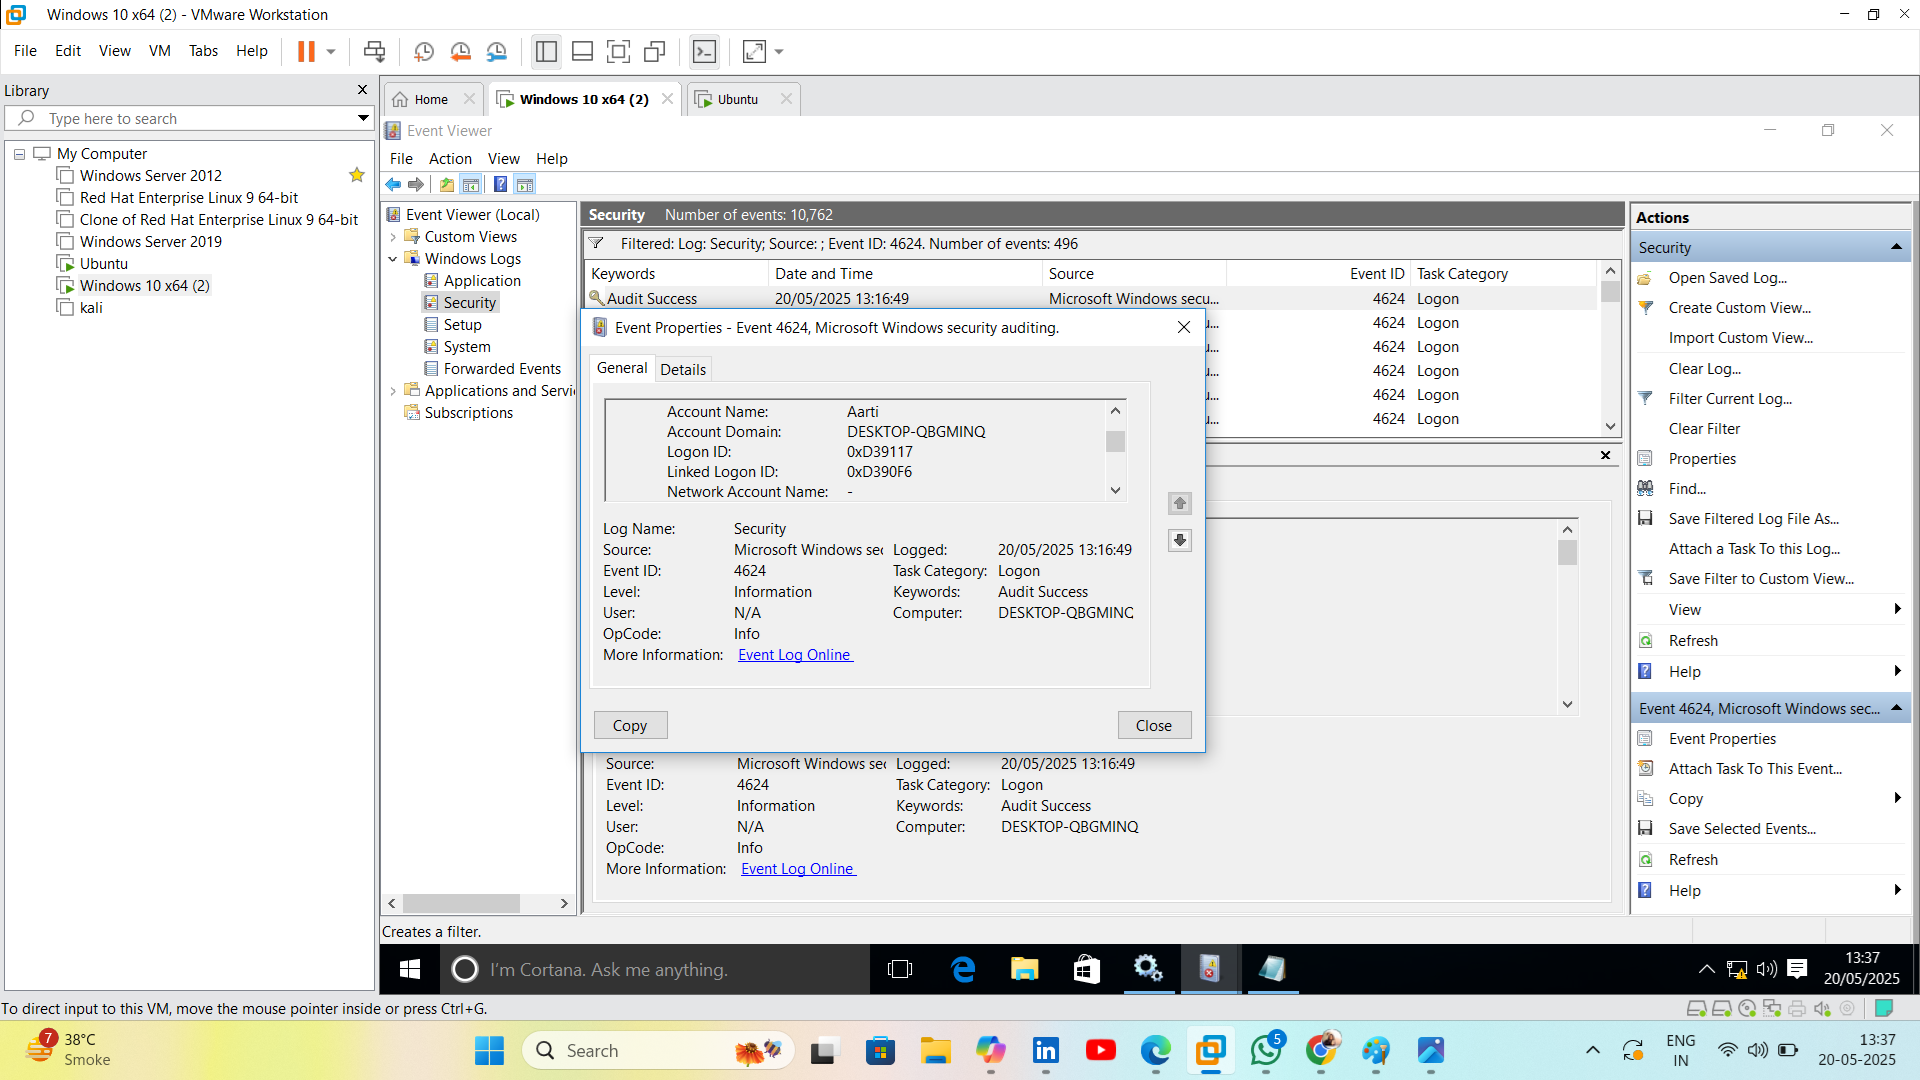 Windows 10 x64 (2) - VMware Workstation
File Edit View VM Tabs Help
Library
Type here to search
My Computer
Windows Server 2012
Red Hat Enterprise Linux 9 64-bit
Clone of Red Hat Enterprise Linux 9 64-bit
Windows Server 2019
Ubuntu
Windows 10 x64 (2)
kali
Home
Windows 10 x64 (2)
Ubuntu
Event Viewer
File Action View Help
Event Viewer (Local)
Custom Views
Windows Logs
Application
Security
Setup
System
Forwarded Events
Applications and Servi
Subscriptions
Security Number of events: 10,762
Filtered: Log: Security; Source: ; Event ID: 4624. Number of events: 496
Keywords Date and Time Source Event ID Task Category
Audit Success 20/05/2025 13:16:49 Microsoft Windows secu... 4624 Logon
u... 4624 Logon
u... 4624 Logon
u... 4624 Logon
u... 4624 Logon
u... 4624 Logon
Event Properties - Event 4624, Microsoft Windows security auditing.
General Details
Account Name: Aarti
Account Domain: DESKTOP-QBGMINQ
Logon ID: 0xD39117
Linked Logon ID: 0xD390F6
Network Account Name: -
Log Name: Security
Source: Microsoft Windows sec Logged: 20/05/2025 13:16:49
Event ID: 4624 Task Category: Logon
Level: Information Keywords: Audit Success
User: N/A Computer: DESKTOP-QBGMINQ
OpCode: Info
More Information: Event Log Online
Copy Close
Source: Microsoft Windows sec Logged: 20/05/2025 13:16:49
Event ID: 4624 Task Category: Logon
Level: Information Keywords: Audit Success
User: N/A Computer: DESKTOP-QBGMINQ
OpCode: Info
More Information: Event Log Online
Actions
Security
Open Saved Log...
Create Custom View...
Import Custom View...
Clear Log...
Filter Current Log...
Clear Filter
Properties
Find...
Save Filtered Log File As...
Attach a Task To this Log...
Save Filter to Custom View...
View
Refresh
Help
Event 4624, Microsoft Windows sec...
Event Properties
Attach Task To This Event...
Copy
Save Selected Events...
Refresh
Help
Creates a filter.
I'm Cortana. Ask me anything.
13:37
20/05/2025
To direct input to this VM, move the mouse pointer inside or press Ctrl+G.
7
38°C
Smoke
Search
5
ENG
IN
13:37
20-05-2025